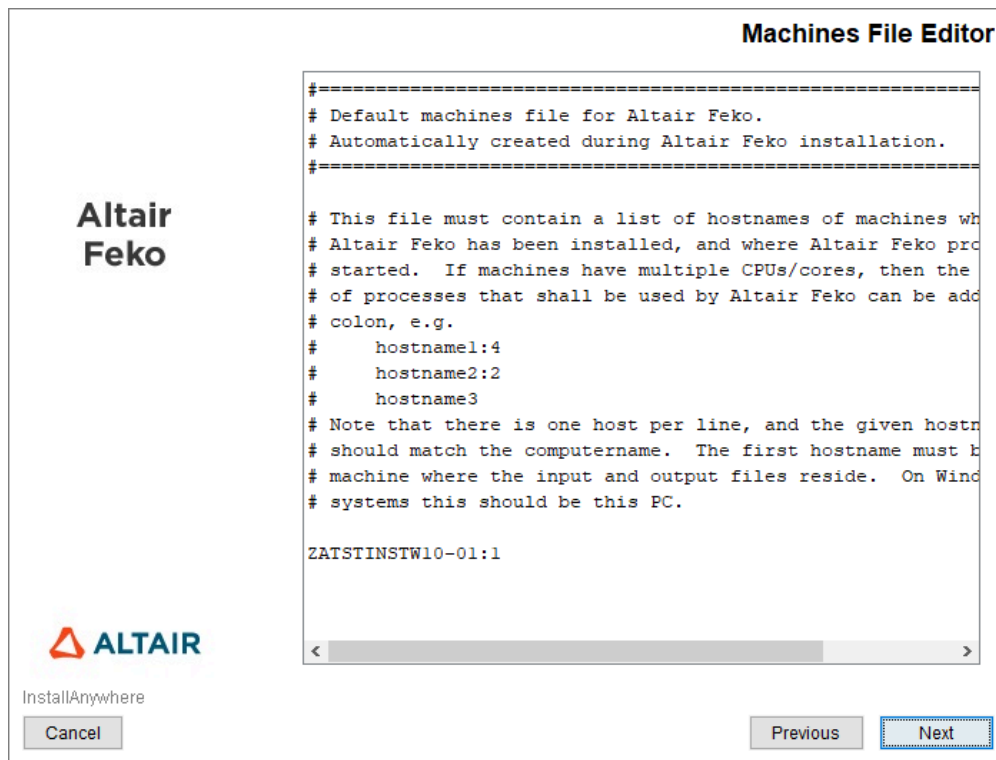 Machines File Editor
#==========================================================
# Default machines file for Altair Feko.
# Automatically created during Altair Feko installation.
#==========================================================
# This file must contain a list of hostnames of machines wh
# Altair Feko has been installed, and where Altair Feko pro
# started.  If machines have multiple CPUs/cores, then the
# of processes that shall be used by Altair Feko can be add
# colon, e.g.
#     hostname1:4
#     hostname2:2
#     hostname3
# Note that there is one host per line, and the given hostn
# should match the computername.  The first hostname must b
# machine where the input and output files reside.  On Wind
# systems this should be this PC.
ZATSTINSTW10-01:1
Altair
Feko
ALTAIR
InstallAnywhere
Cancel
Previous
Next